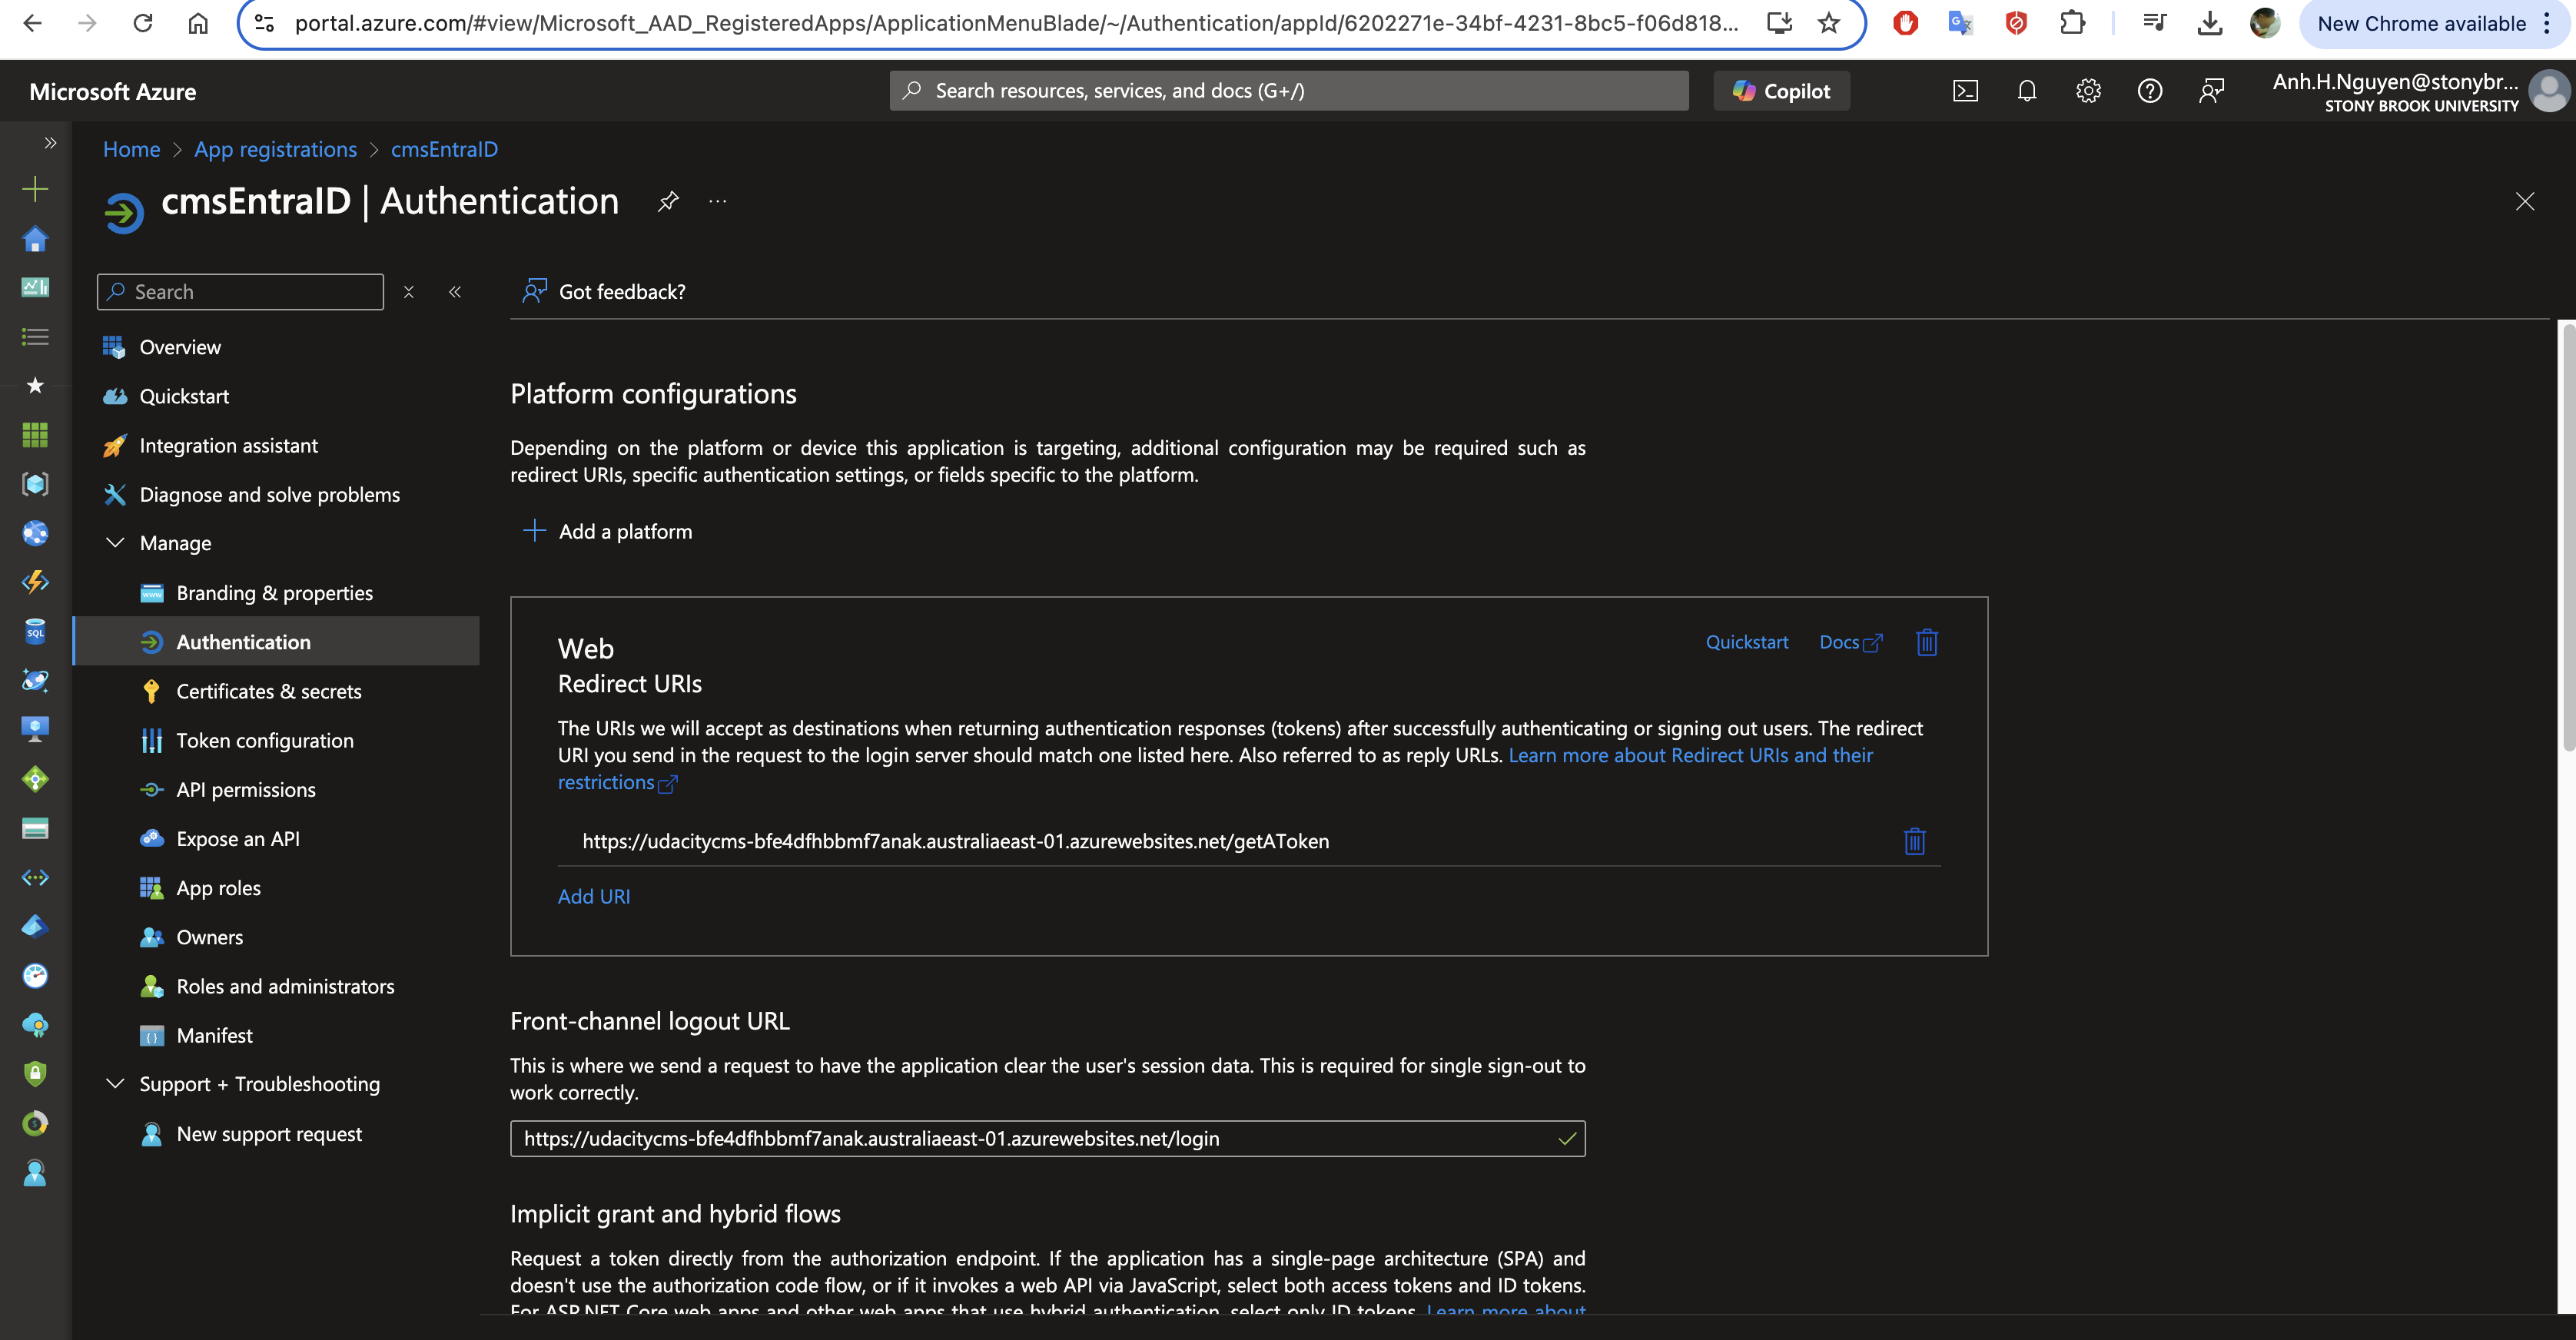 portal.azure.com/#view/Microsoft_AAD_RegisteredApps/ApplicationMenuBlade/~/Authentication/appId/6202271e-34bf-4231-8bc5-f06d818...
New Chrome available
Microsoft Azure
Search resources, services, and docs (G+/)
Copilot
Anh.H.Nguyen@stonybr...
STONY BROOK UNIVERSITY
Home > App registrations > cmsEntraID
cmsEntraID | Authentication
Search
Got feedback?
Overview
Quickstart
Integration assistant
Diagnose and solve problems
Manage
Branding & properties
Authentication
Certificates & secrets
Token configuration
API permissions
Expose an API
App roles
Owners
Roles and administrators
Manifest
Support + Troubleshooting
New support request
Platform configurations
Depending on the platform or device this application is targeting, additional configuration may be required such as
redirect URIs, specific authentication settings, or fields specific to the platform.
Add a platform
Web
Quickstart
Docs
Redirect URIs
The URIs we will accept as destinations when returning authentication responses (tokens) after successfully authenticating or signing out users. The redirect
URI you send in the request to the login server should match one listed here. Also referred to as reply URLs. Learn more about Redirect URIs and their
restrictions
https://udacitycms-bfe4dfhbbmf7anak.australiaeast-01.azurewebsites.net/getAToken
Add URI
Front-channel logout URL
This is where we send a request to have the application clear the user's session data. This is required for single sign-out to
work correctly.
https://udacitycms-bfe4dfhbbmf7anak.australiaeast-01.azurewebsites.net/login
Implicit grant and hybrid flows
Request a token directly from the authorization endpoint. If the application has a single-page architecture (SPA) and
doesn't use the authorization code flow, or if it invokes a web API via JavaScript, select both access tokens and ID tokens.
For ASP.NET Core web apps and other web apps that use hybrid authentication, select only ID tokens. Learn more about